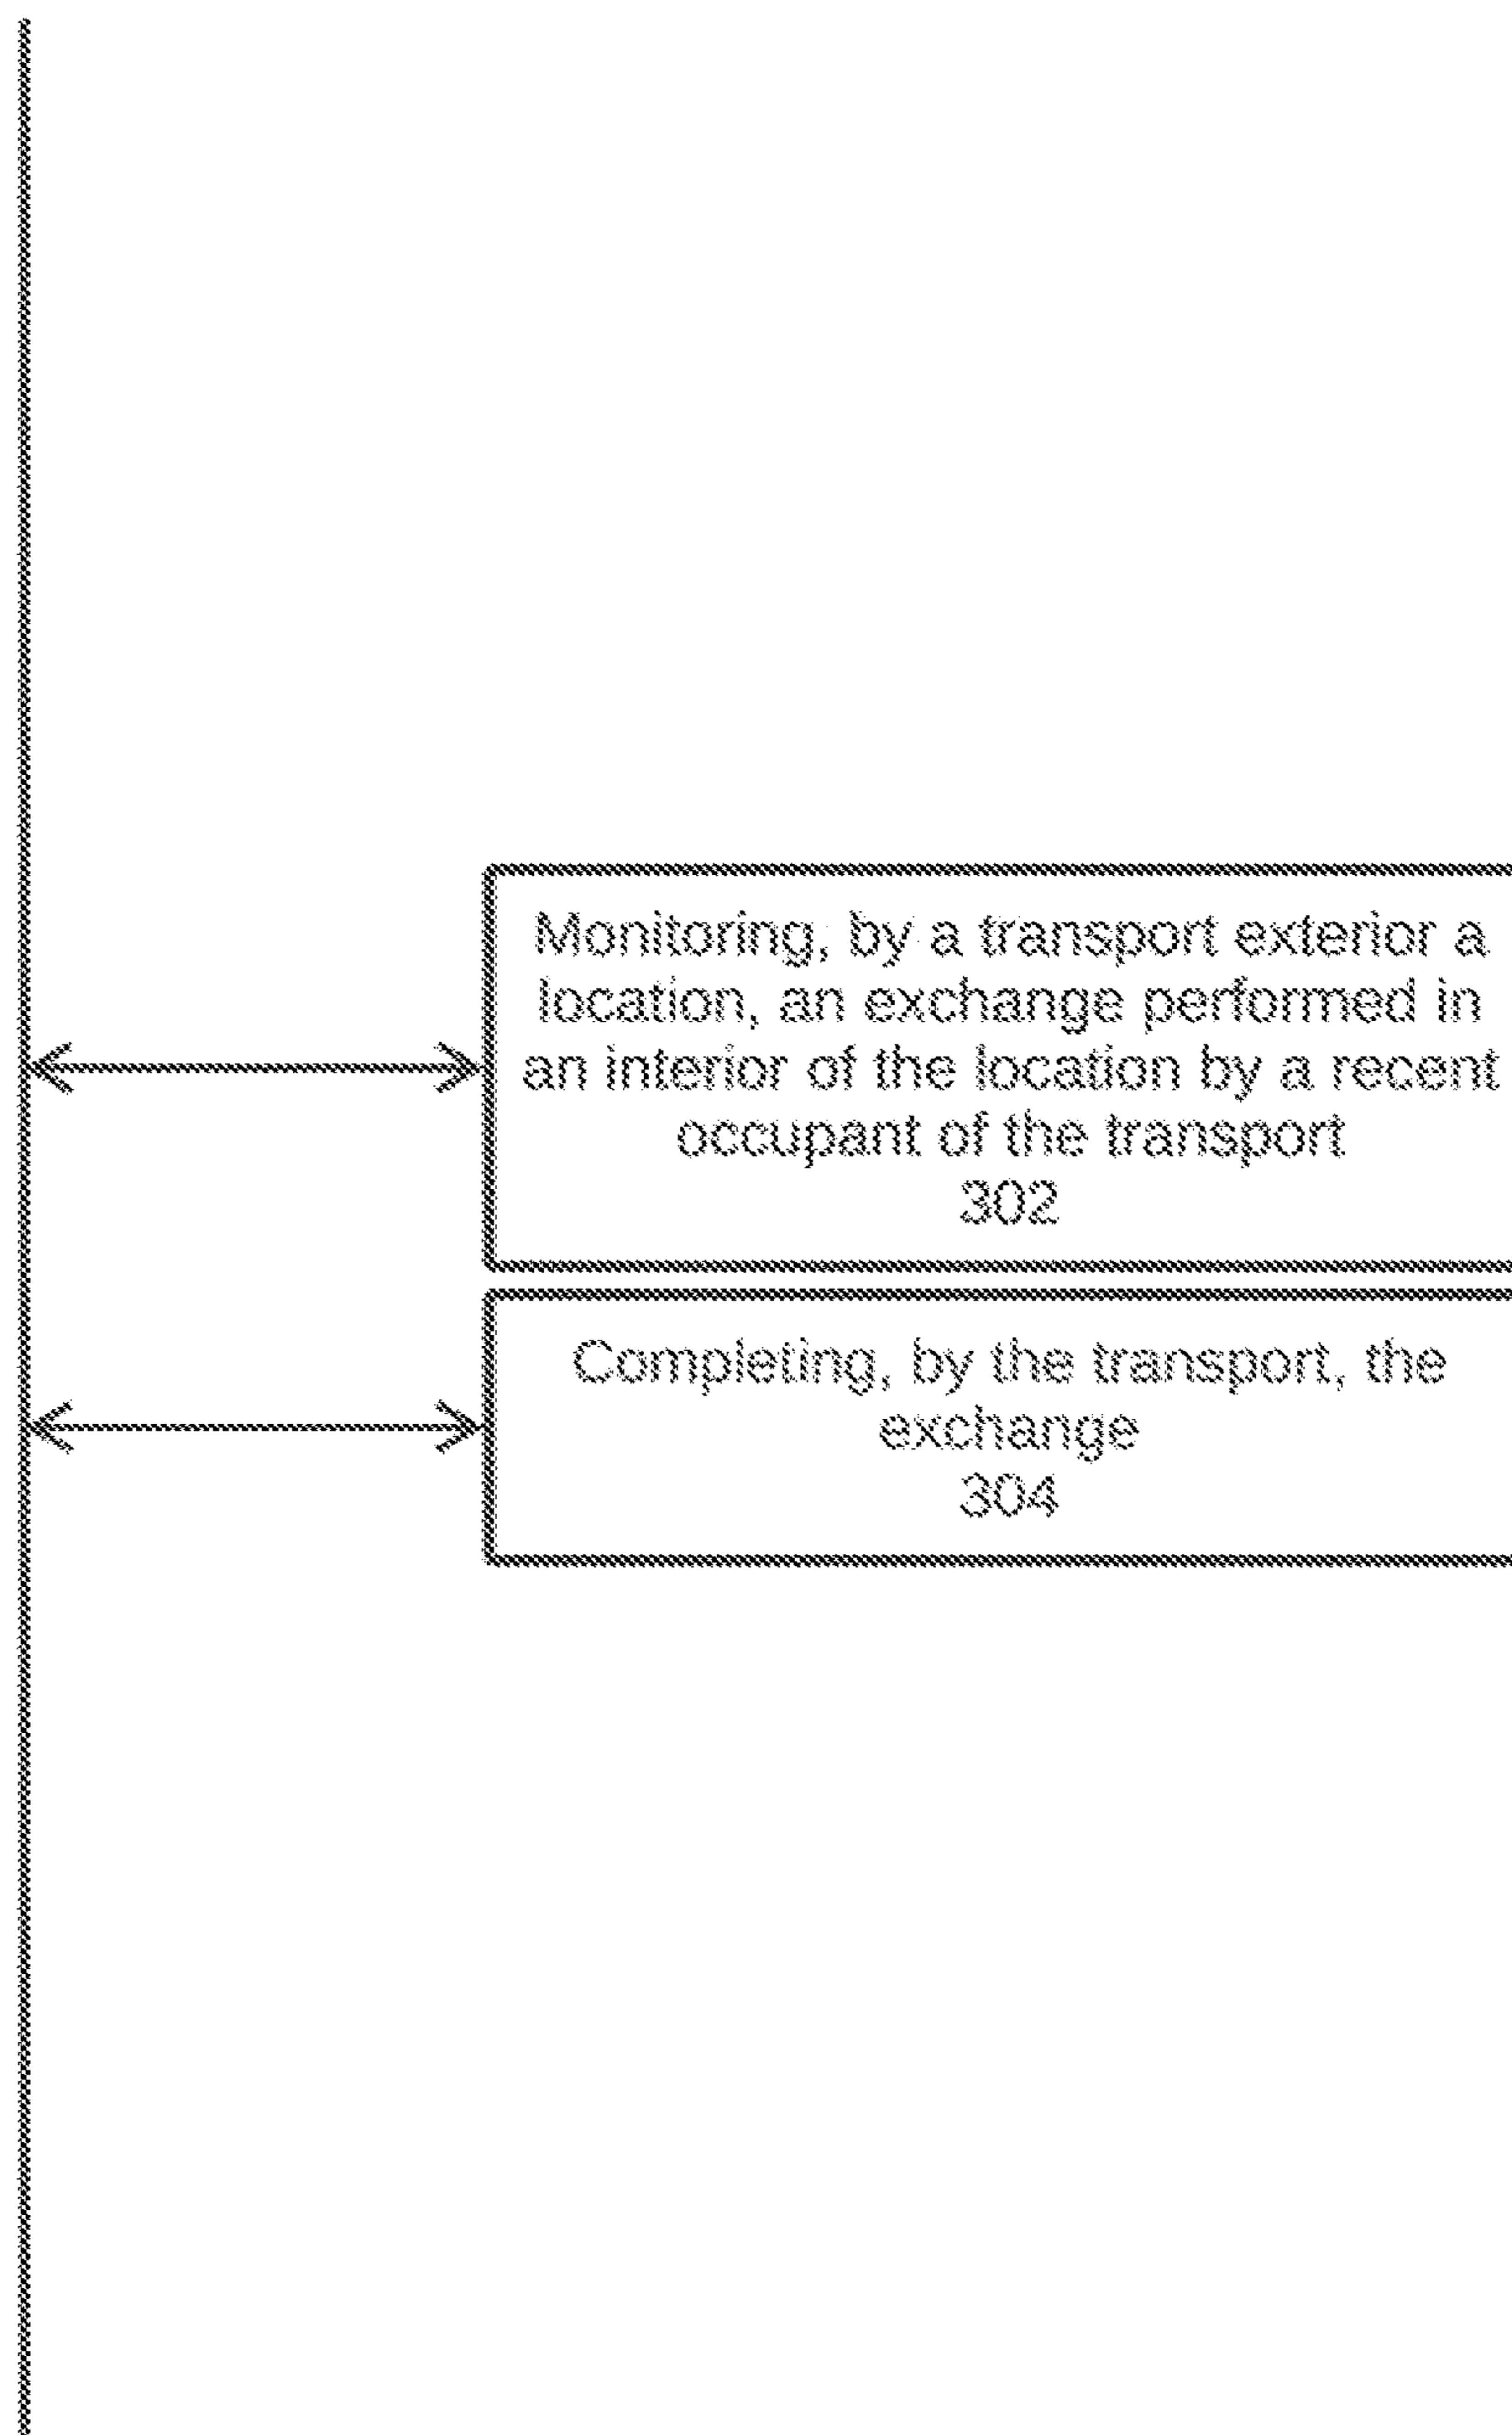 Monitoring, by a transport exterior a
location, an exchange performed in
an interior of the location by a recent
occupant of the transport
302
Completing, by the transport, the
exchange
304